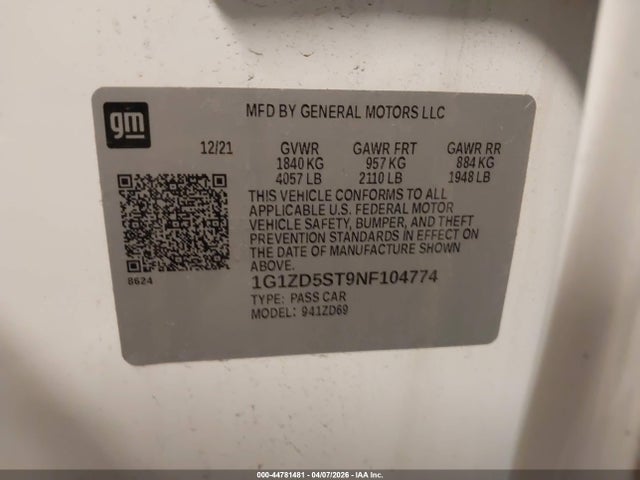 gm
MFD BY GENERAL MOTORS LLC
12/21 GVWR GAWR FRT GAWR RR
1840 KG 957 KG 884 KG
4057 LB 2110 LB 1948 LB
THIS VEHICLE CONFORMS TO ALL
APPLICABLE U.S. FEDERAL MOTOR
VEHICLE SAFETY, BUMPER, AND THEFT
PREVENTION STANDARDS IN EFFECT ON
THE DATE OF MANUFACTURE SHOWN
ABOVE.
8624
1G1ZD5ST9NF104774
TYPE: PASS CAR
MODEL: 941ZD69
000-44781481 | 04/07/2026 | IAA Inc.